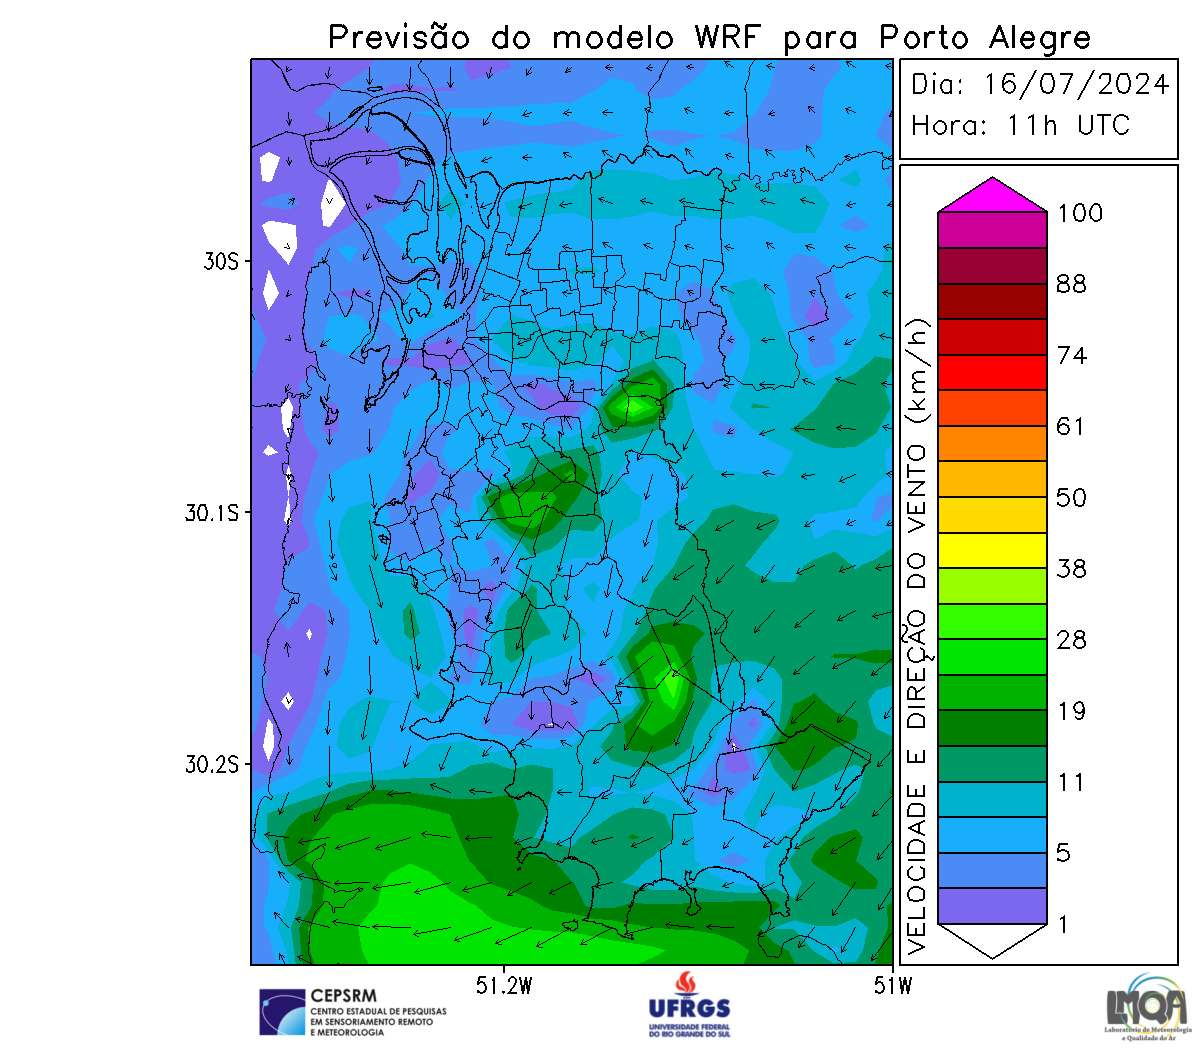 Previsão do modelo WRF para Porto Alegre
Dia: 16/07/2024
Hora: 11h UTC
30S
30.1S
30.2S
51.2W
51W
VELOCIDADE E DIREÇÃO DO VENTO (km/h)
100
88
74
61
50
38
28
19
11
5
1
CEPSRM
CENTRO ESTADUAL DE PESQUISAS
EM SENSORIAMENTO REMOTO
E METEOROLOGIA
UFRGS
UNIVERSIDADE FEDERAL
DO RIO GRANDE DO SUL
LMQA
Laboratório de Meteorologia
e Qualidade do Ar